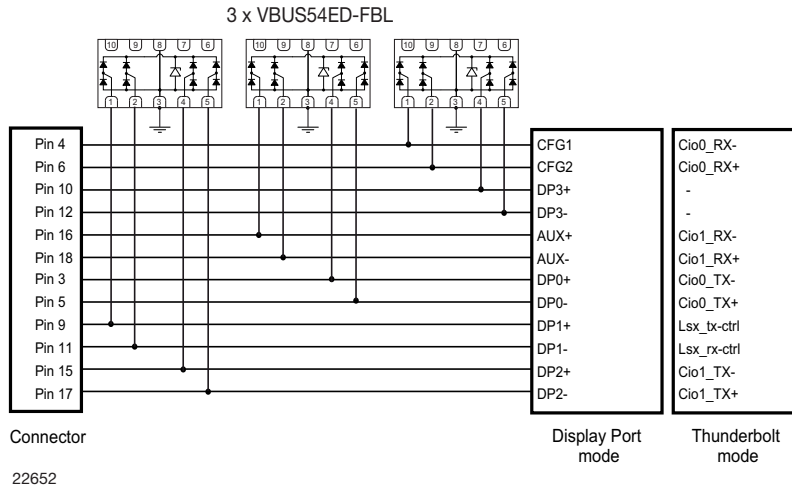 3 x VBUS54ED-FBL
10 9 8 7 6 10 9 8 7 6 10 9 8 7 6
1 2 3 4 5 1 2 3 4 5 1 2 3 4 5
Pin 4 CFG1 Cio0_RX-
Pin 6 CFG2 Cio0_RX+
Pin 10 DP3+ -
Pin 12 DP3- -
Pin 16 AUX+ Cio1_RX-
Pin 18 AUX- Cio1_RX+
Pin 3 DP0+ Cio0_TX-
Pin 5 DP0- Cio0_TX+
Pin 9 DP1+ Lsx_tx-ctrl
Pin 11 DP1- Lsx_rx-ctrl
Pin 15 DP2+ Cio1_TX-
Pin 17 DP2- Cio1_TX+
Connector
Display Port
mode
Thunderbolt
mode
22652